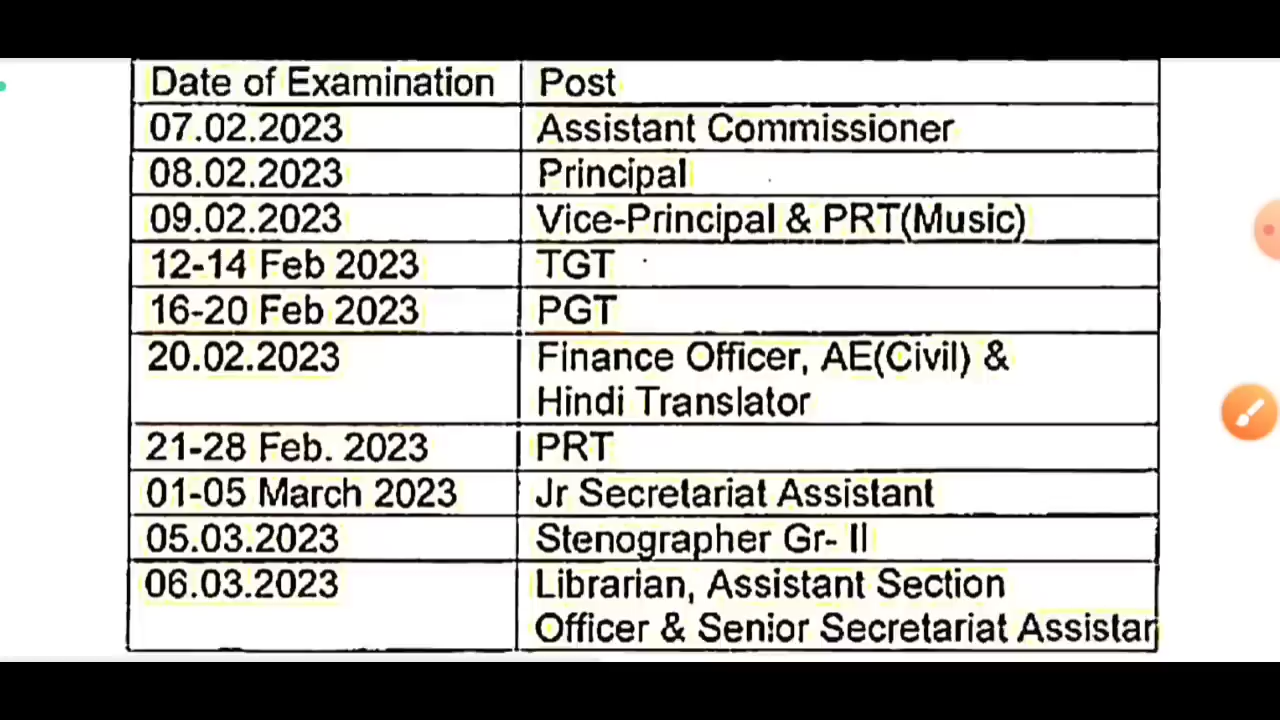 Date of Examination Post
07.02.2023 Assistant Commissioner
08.02.2023 Principal
09.02.2023 Vice-Principal & PRT(Music)
12-14 Feb 2023 TGT
16-20 Feb 2023 PGT
20.02.2023 Finance Officer, AE(Civil) &
Hindi Translator
21-28 Feb. 2023 PRT
01-05 March 2023 Jr Secretariat Assistant
05.03.2023 Stenographer Gr- II
06.03.2023 Librarian, Assistant Section
Officer & Senior Secretariat Assistar